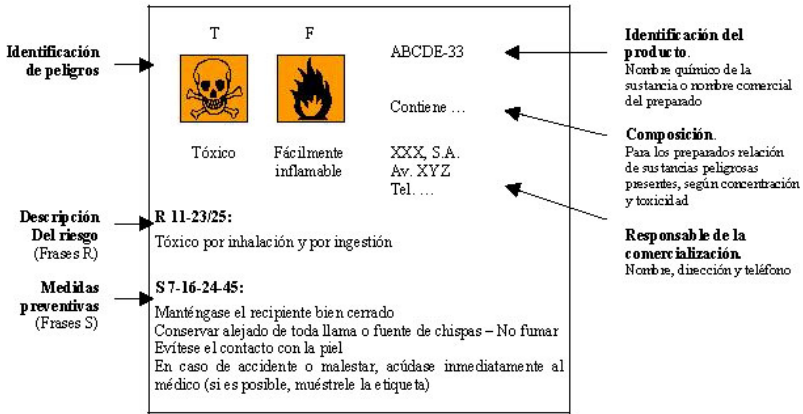 Identificación
de peligros
Descripción
Del riesgo
(Frases R)
Medidas
preventivas
(Frases S)
T
F
Tóxico
Fácilmente
inflamable
ABCDE-33
Contiene ...
XXX, S.A.
Av. XYZ
Tel. ...
R 11-23/25:
Tóxico por inhalación y por ingestión
S 7-16-24-45:
Manténgase el recipiente bien cerrado
Conservar alejado de toda llama o fuente de chispas – No fumar
Evítese el contacto con la piel
En caso de accidente o malestar, acúdase inmediatamente al
médico (si es posible, muéstrele la etiqueta)
Identificación del
producto.
Nombre químico de la
sustancia o nombre comercial
del preparado
Composición.
Para los preparados relación
de sustancias peligrosas
presentes, según concentración
y toxicidad
Responsable de la
comercialización.
Nombre, dirección y teléfono